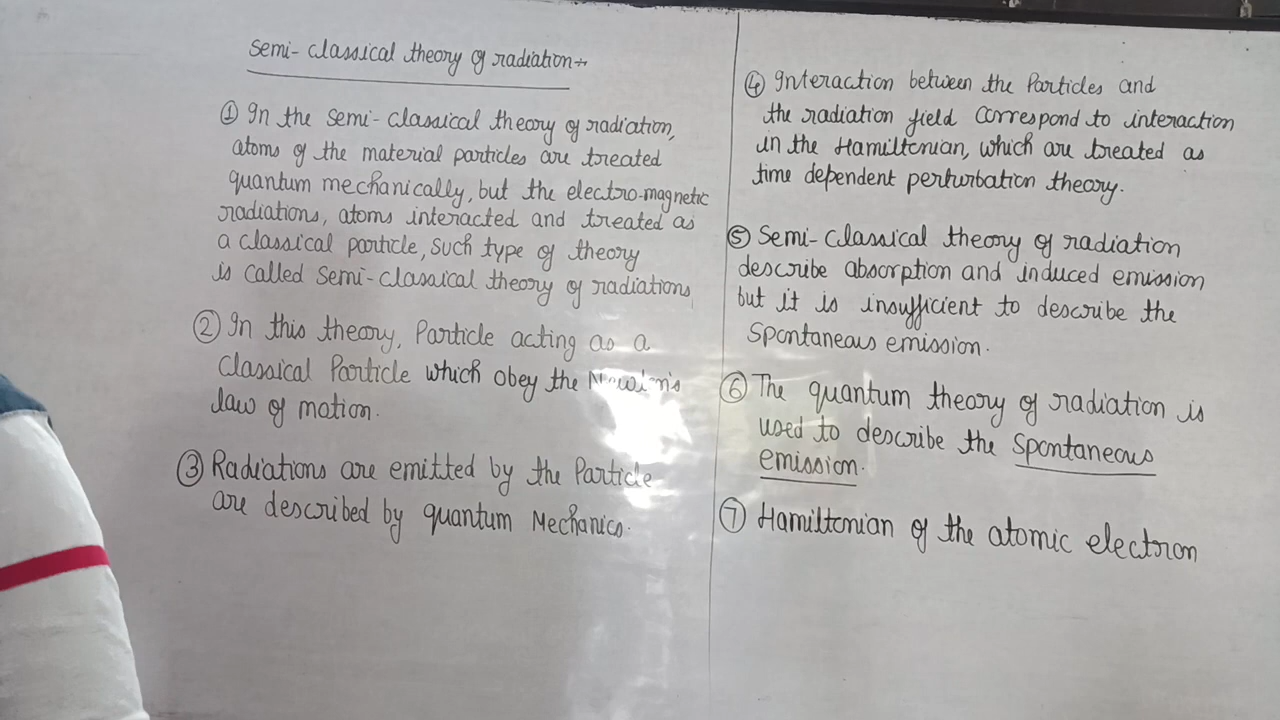 Semi-classical theory of radiation→
① In the semi-classical theory of radiation,
atoms of the material particles are treated
quantum mechanically, but the electro-magnetic
radiations, atoms interacted and treated as
a classical particle, such type of theory
is called semi-classical theory of radiations,
② In this theory, Particle acting as a
Classical Particle which obey the Newton's
law of motion.
③ Radiations are emitted by the Particle
are described by quantum Mechanics.
④ Interaction between the Particles and
the radiation field correspond to interaction
in the Hamiltonian, which are treated as
time dependent perturbation theory.
⑤ Semi-classical theory of radiation
describe absorption and induced emission
but it is insufficient to describe the
Spontaneous emission.
⑥ The quantum theory of radiation is
used to describe the Spontaneous
emission.
⑦ Hamiltonian of the atomic electron